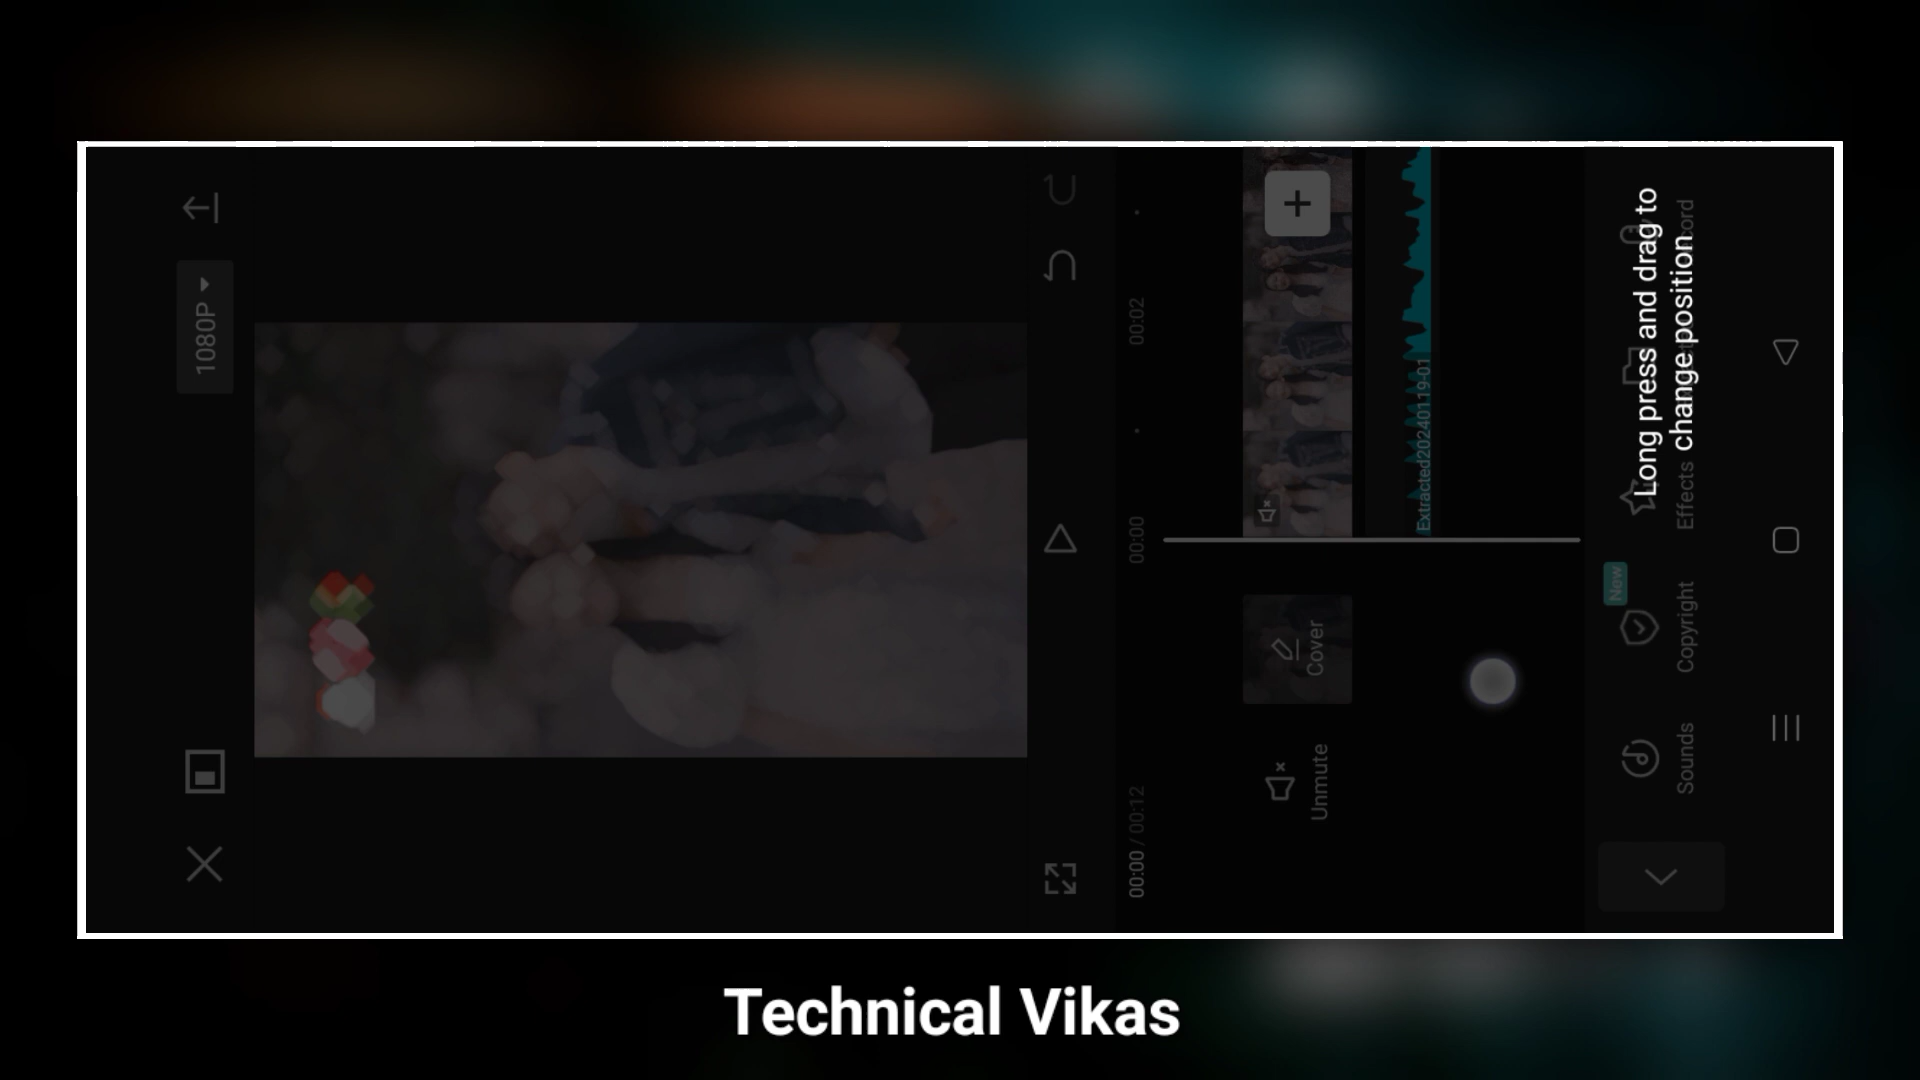 1080P
00:00 / 00:12
00:00
00:02
Unmute
Cover
Extracted20240119-01
Long press and drag to
change position
New
Sounds
Copyright
Effects
Technical Vikas